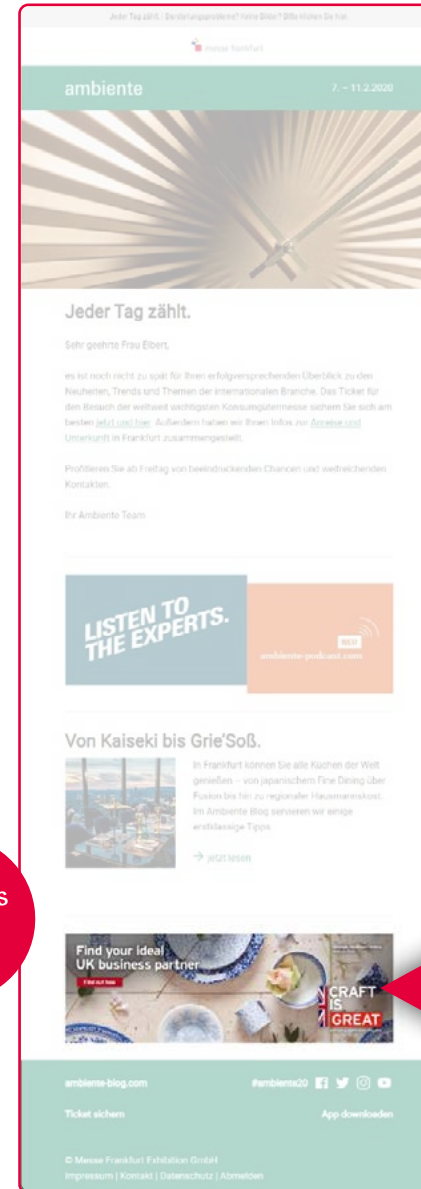 Jeder Tag zählt. | Darstellungsprobleme? Keine Bilder? Bitte klicken Sie hier.
messe frankfurt
ambiente
7. – 11.2.2020
Jeder Tag zählt.
Sehr geehrte Frau Elbert,
es ist noch nicht zu spät für Ihren erfolgversprechenden Überblick zu den
Neuheiten, Trends und Themen der internationalen Branche. Das Ticket für
den Besuch der weltweit wichtigsten Konsumgütermesse sichern Sie sich am
besten jetzt und hier. Außerdem haben wir Ihnen Infos zur Anreise und
Unterkunft in Frankfurt zusammengestellt.
Profitieren Sie ab Freitag von beeindruckenden Chancen und weitreichenden
Kontakten.
Ihr Ambiente Team
LISTEN TO
THE EXPERTS.
NEW
ambiente-podcast.com
Von Kaiseki bis Grie'Soß.
In Frankfurt können Sie alle Küchen der Welt
genießen – von japanischem Fine Dining über
Fusion bis hin zu regionaler Hausmannskost.
Im Ambiente Blog servieren wir einige
erstklassige Tipps.
→ jetzt lesen
s
Find your ideal
UK business partner
Find out how
CRAFT
IS
GREAT
ambiente-blog.com
#ambiente20
Ticket sichern
App downloaden
© Messe Frankfurt Exhibition GmbH
Impressum | Kontakt | Datenschutz | Abmelden